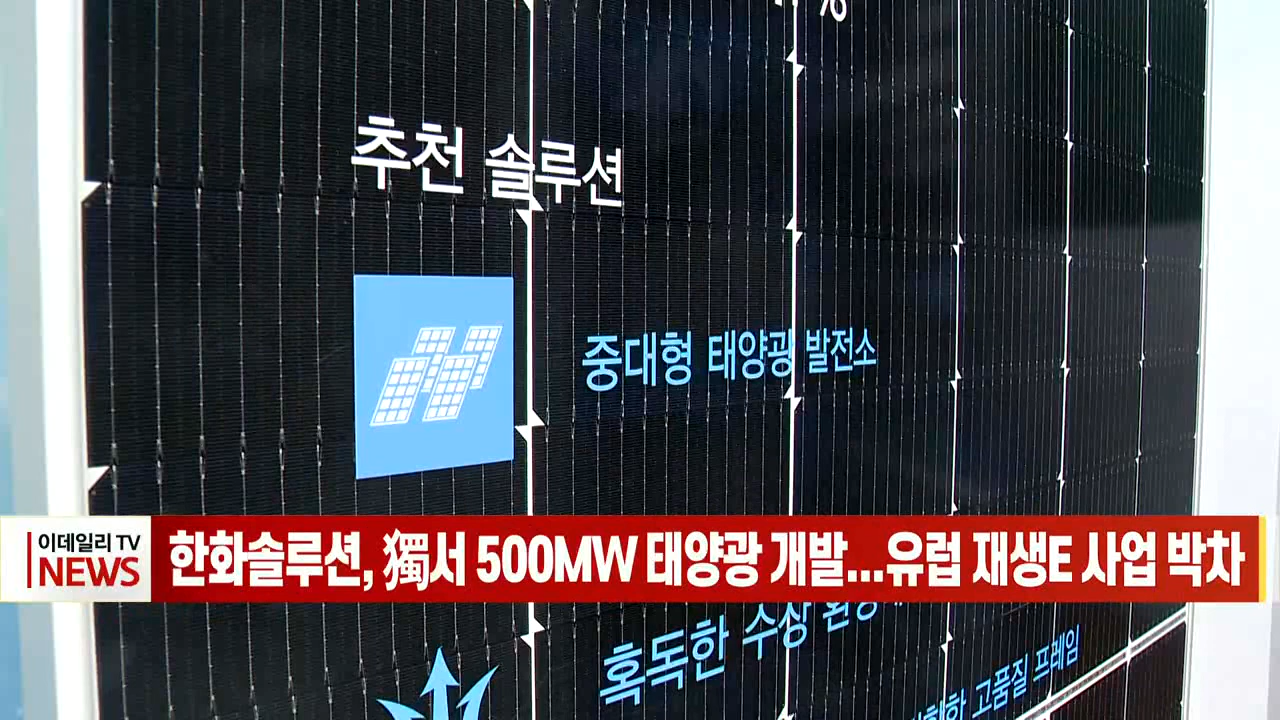 %
추천 솔루션
중대형 태양광 발전소
이데일리 TV
NEWS
한화솔루션, 獨서 500MW 태양광 개발...유럽 재생E 사업 박차
혹독한 수상
고품질 프레임